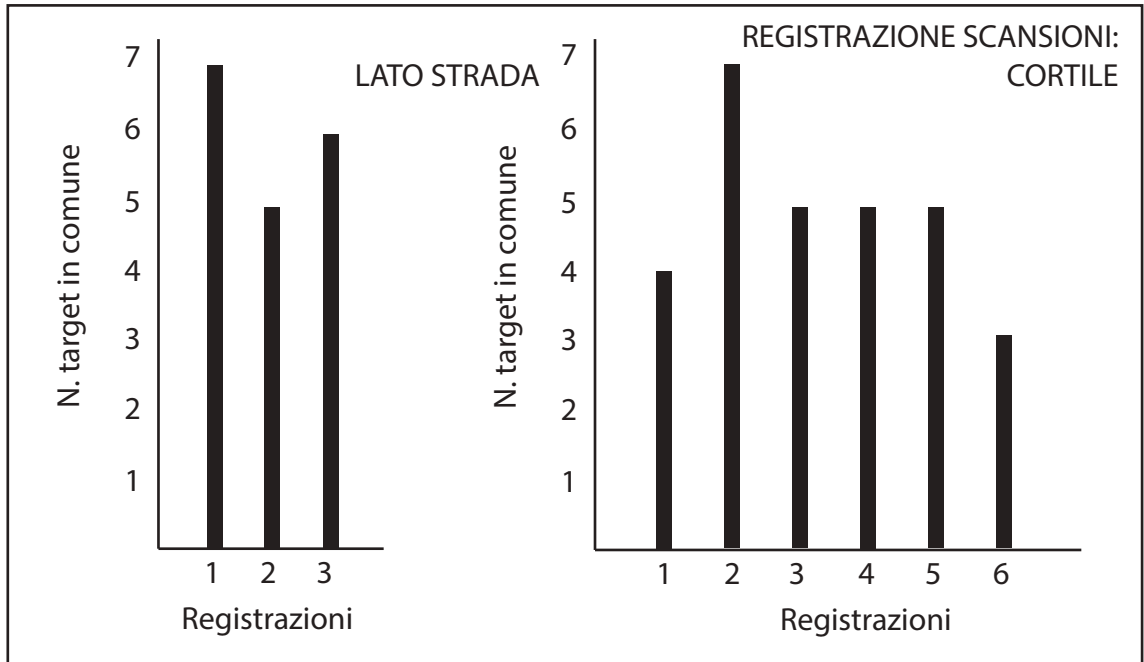 LATO STRADA
N. target in comune
7
6
5
4
3
2
1
1 2 3
Registrazioni
REGISTRAZIONE SCANSIONI:
CORTILE
N. target in comune
7
6
5
4
3
2
1
1 2 3 4 5 6
Registrazioni